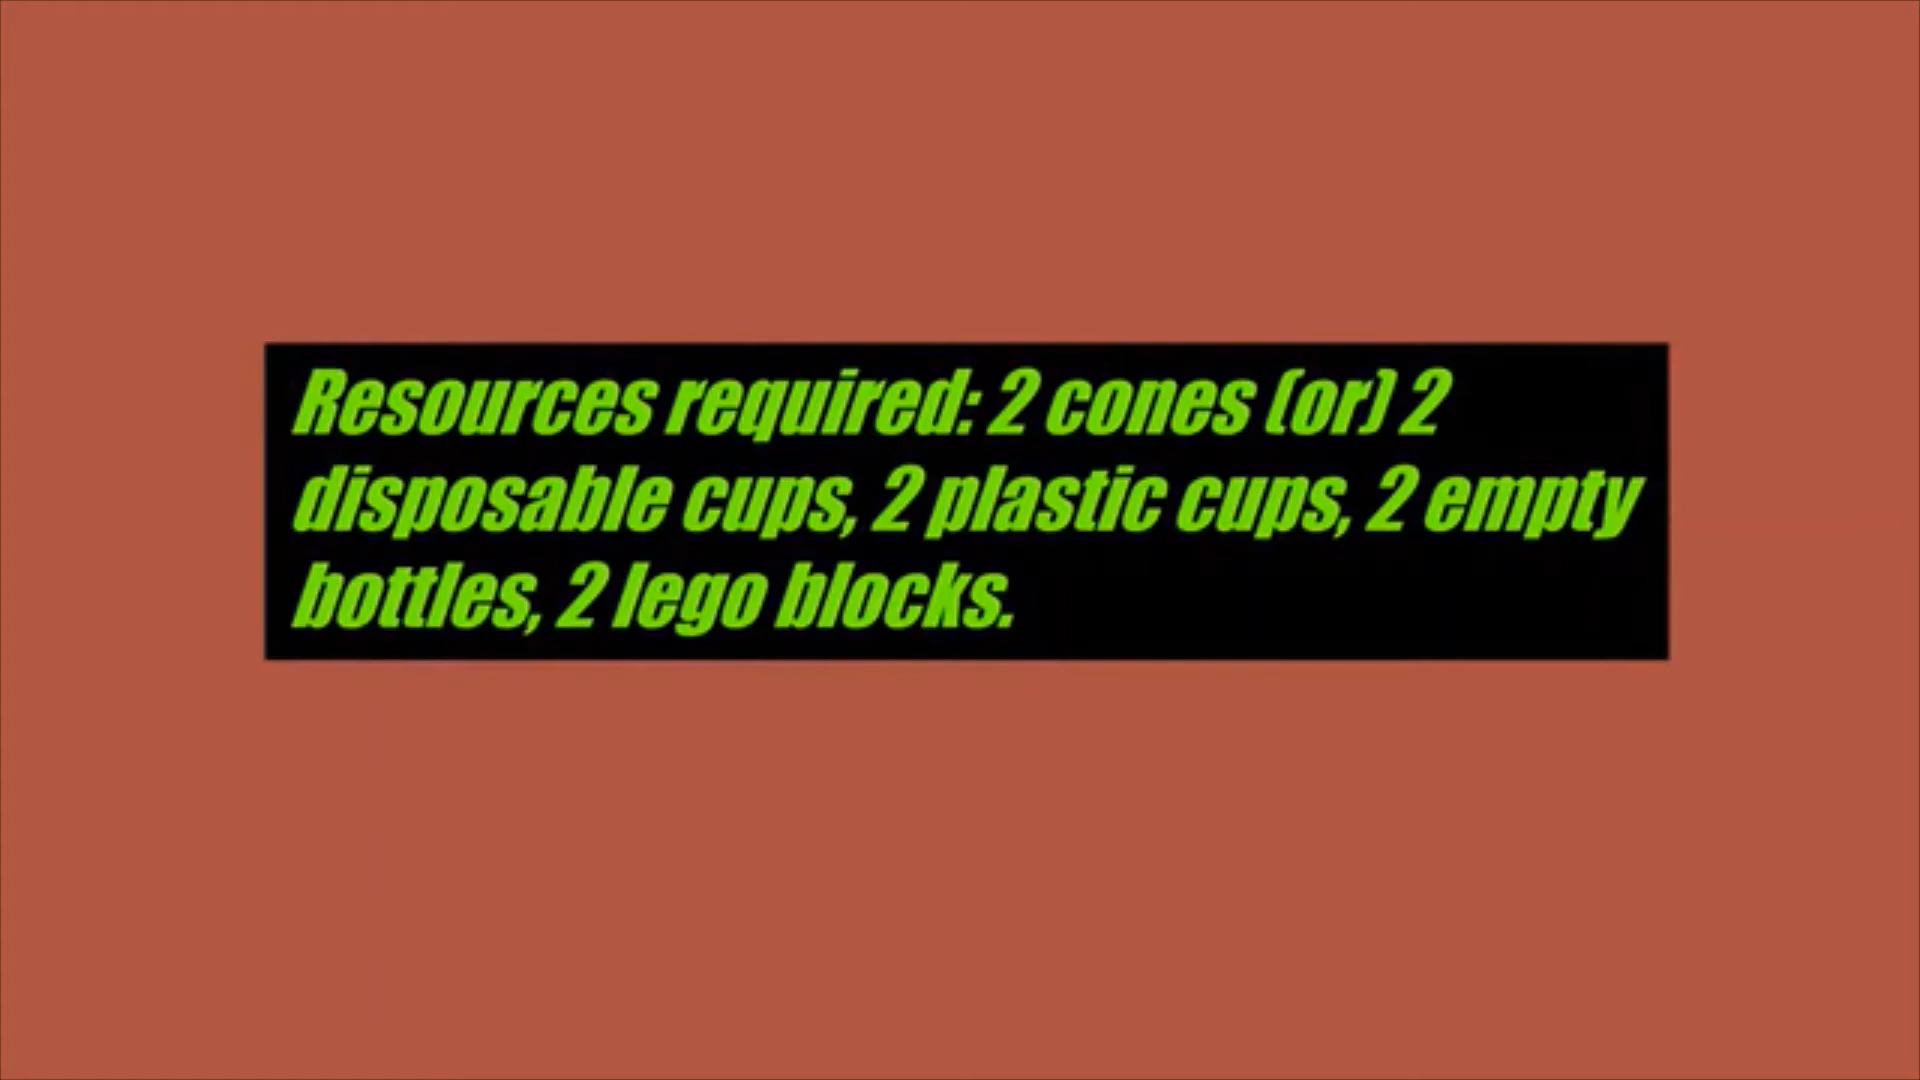 Resources required: 2 cones (or) 2
disposable cups, 2 plastic cups, 2 empty
bottles, 2 lego blocks.